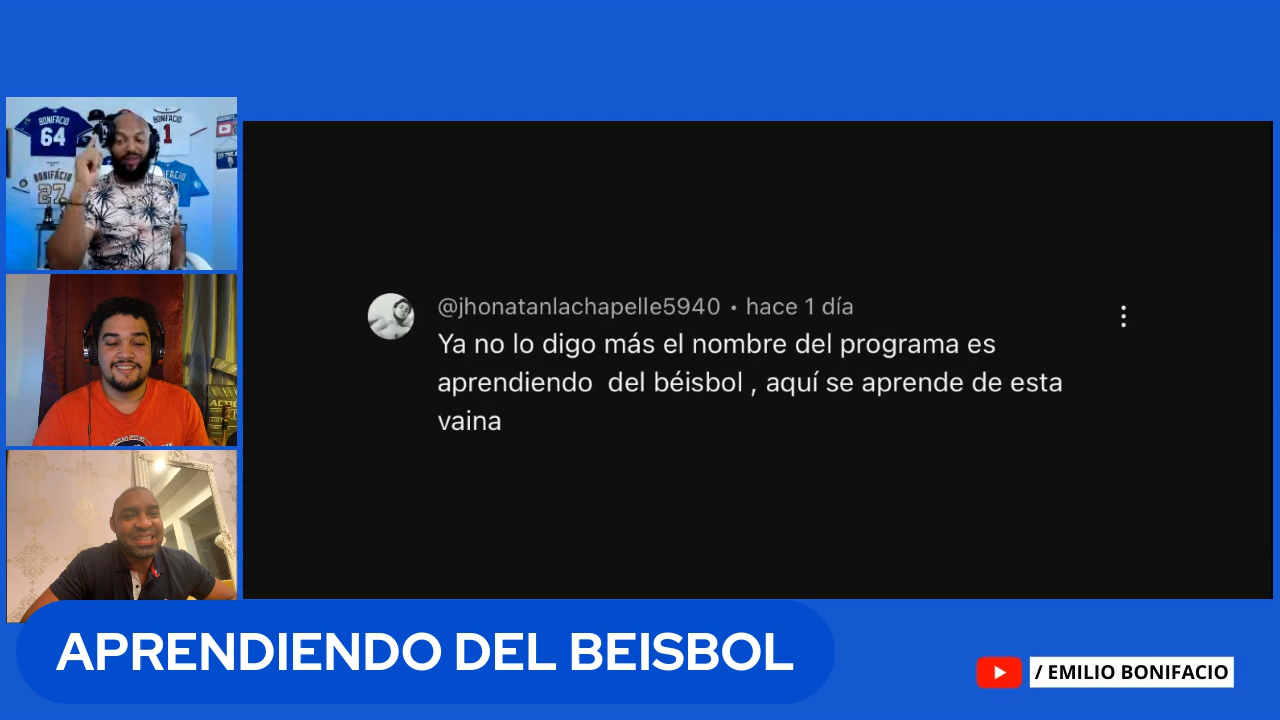 BONIFACIO
64
BONIFACIO
1
BONIFACIO
27
@jhonatanlachapelle5940 • hace 1 día
Ya no lo digo más el nombre del programa es
aprendiendo  del béisbol , aquí se aprende de esta
vaina
APRENDIENDO DEL BEISBOL
/ EMILIO BONIFACIO